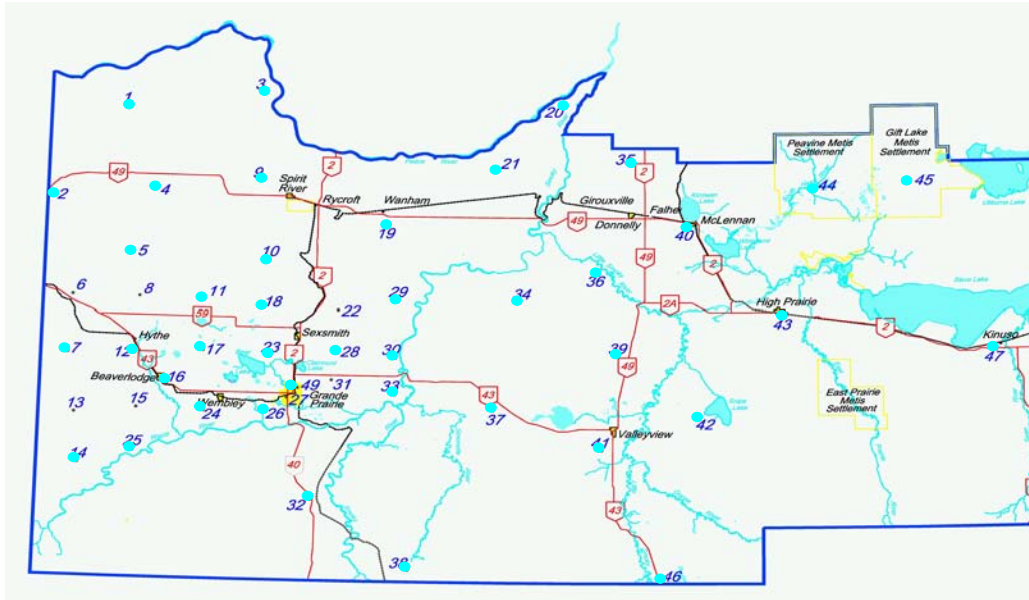 3
1
20
Peavine Metis
Settlement
Gift Lake
Metis
Settlement
2
21
35
2
49
9
4
2
Spirit
River
44
45
Rycroft
Wanham
Girouxville
Falher
Donnelly
McLennan
49
19
40
5
10
49
2
2
36
6
8
11
18
22
29
34
2A
High Prairie
43
59
Sexsmith
2
Kinuso
Hythe
7
12
43
17
23
2
28
30
39
49
47
Beaverlodge
16
49
31
33
27
Grande
Prairie
13
15
Wembley
24
26
43
37
42
East Prairie
Metis
Settlement
Valleyview
41
25
14
40
32
43
38
46